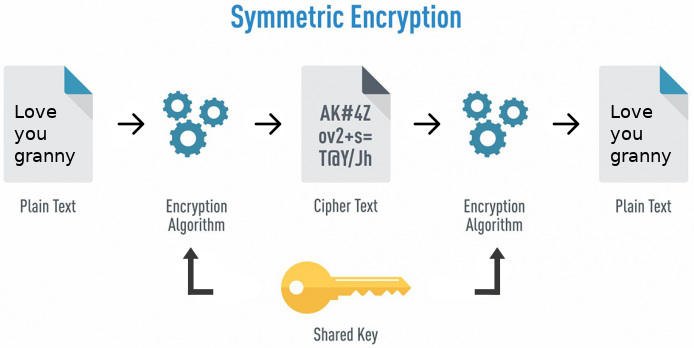 Symmetric Encryption
Love
you
granny
AK#4Z
ov2+s=
T@Y/Jh
Love
you
granny
Plain Text
Encryption
Algorithm
Cipher Text
Encryption
Algorithm
Plain Text
Shared Key